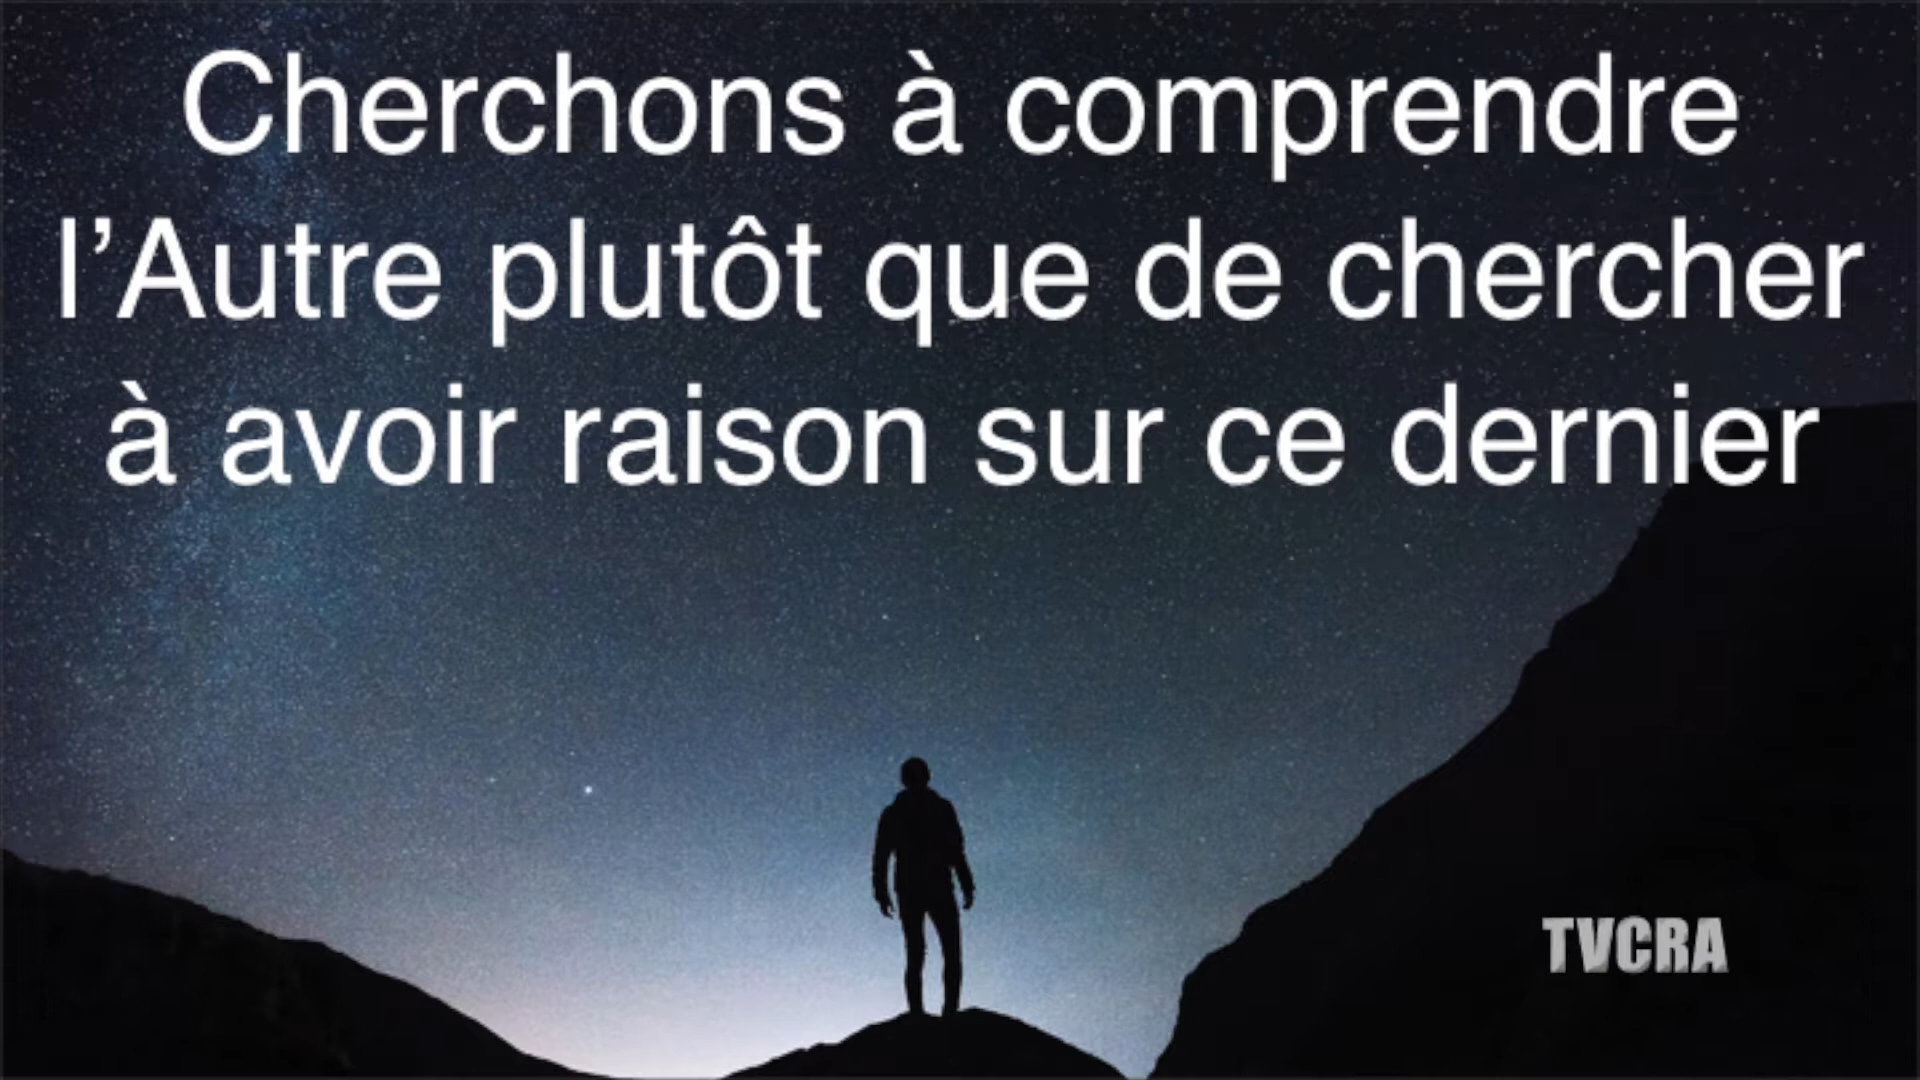 Cherchons à comprendre
l’Autre plutôt que de chercher
à avoir raison sur ce dernier
TVCRA